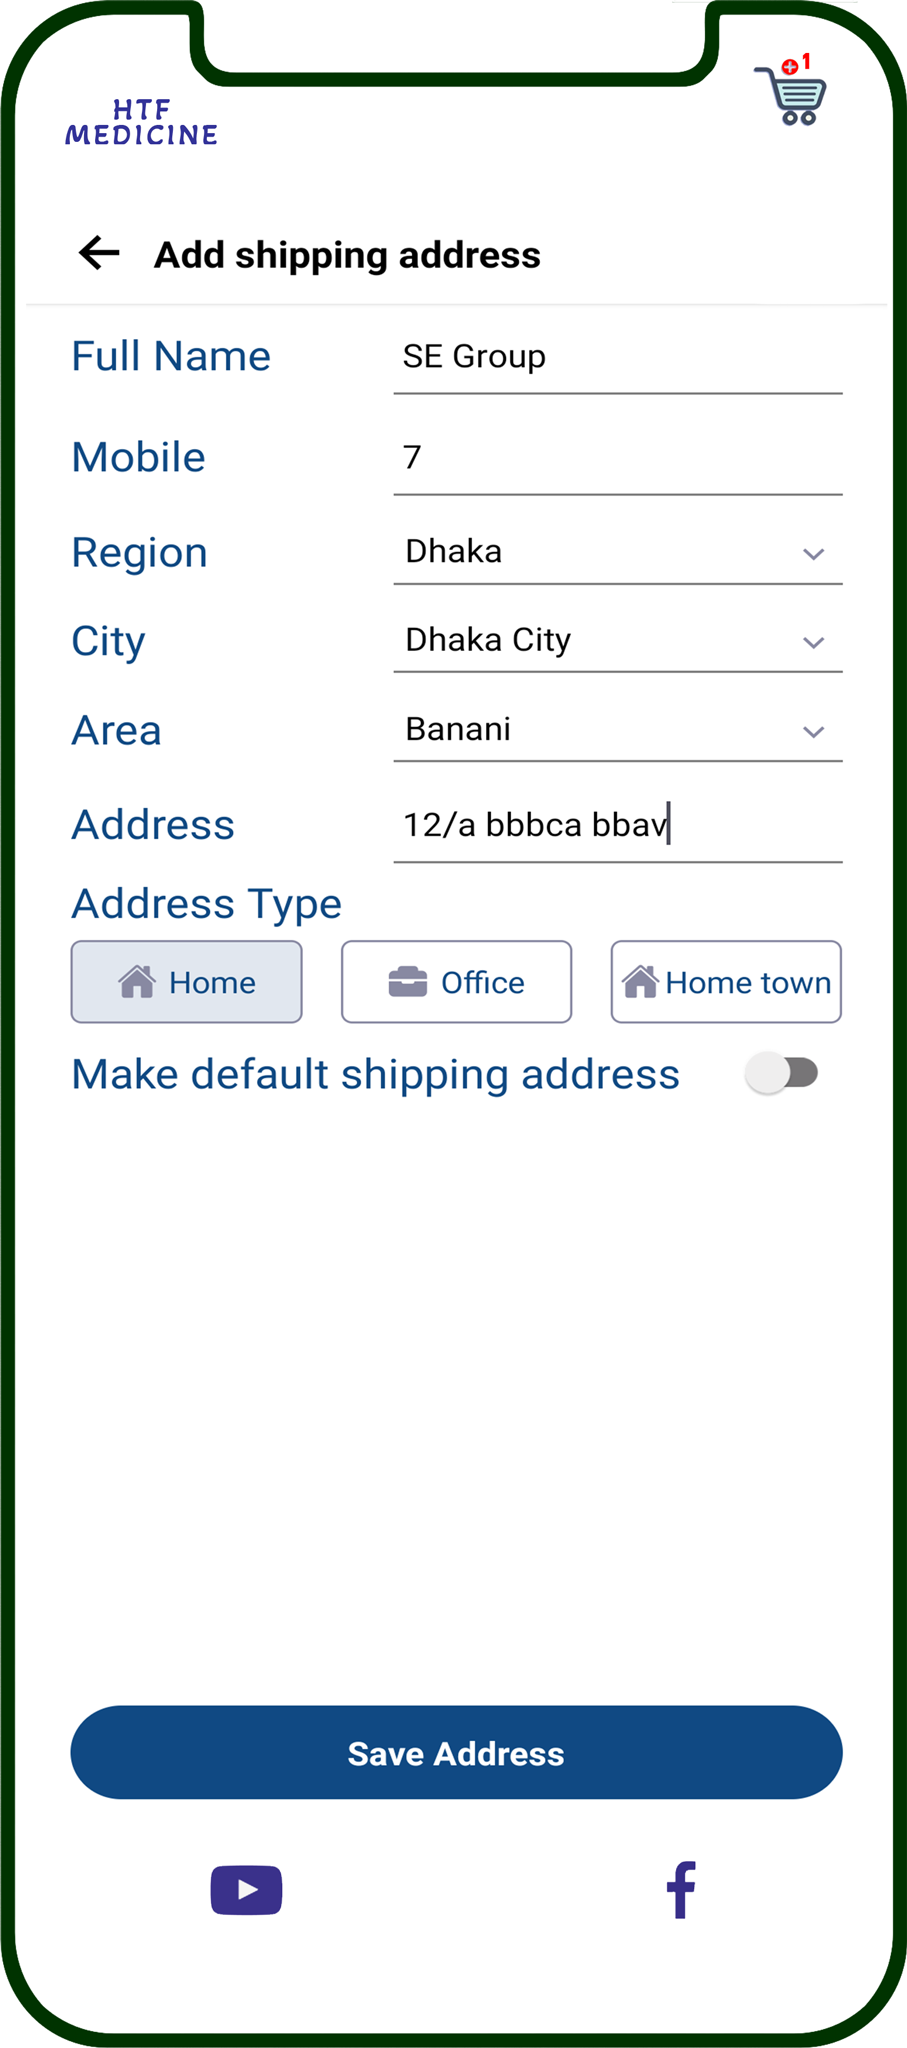 1
HTF
MEDICINE
Add shipping address
Full Name SE Group
Mobile 7
Region Dhaka
City Dhaka City
Area Banani
Address 12/a bbbca bbav
Address Type
Home Office Home town
Make default shipping address
Save Address